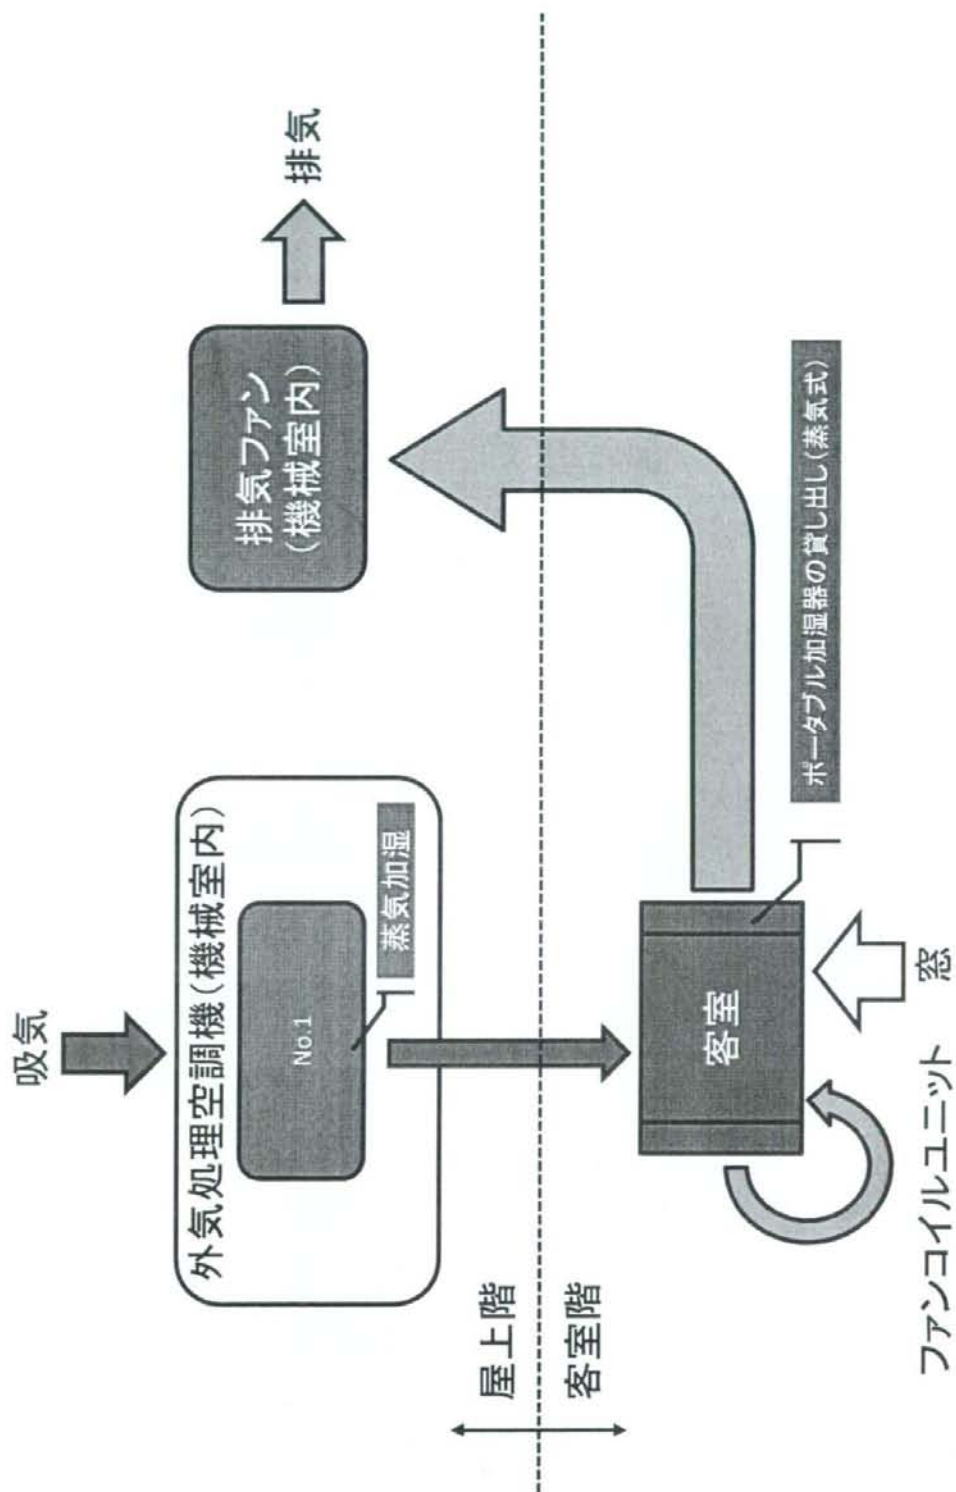 吸気
外気処理空調機(機械室内)
No.1
蒸気加湿
排気ファン
(機械室内)
排気
屋上階
客室階
客室
ポータブル加湿器の貸し出し(蒸気式)
ファンコイルユニット
窓